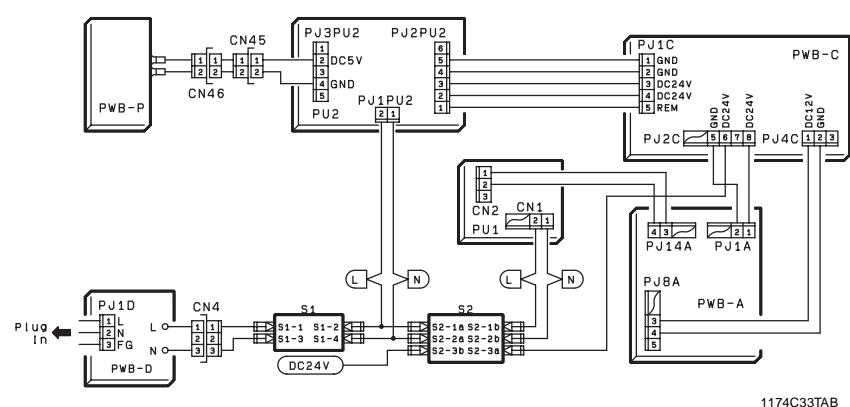 PJ3PU2
PJ2PU2
CN45
CN46
1 1
2 2
1 1
2 2
1
2 DC5V
3
4 GND
5
PU2
PJ1PU2
2 1
6
5
4
3
2
1
PWB-P
PJ1C
PWB-C
1 GND
2 GND
3 DC24V
4 DC24V
5 REM
GND
DC24V
DC24V
DC12V
GND
PJ2C
5 6 7 8
PJ4C
1 2 3
1
2
3
CN2
CN1
2 1
PU1
4 3
PJ14A
2 1
PJ1A
PJ8A
PWB-A
3
4
5
L
N
L
N
PJ1D
1 L
2 N
3 FG
L
N
PWB-D
Plug
In
CN4
1 1
2 2
3 3
S1
S1-1 S1-2
S1-3 S1-4
S2
S2-1a S2-1b
S2-2a S2-2b
S2-3b S2-3a
DC24V
1174C33TAB